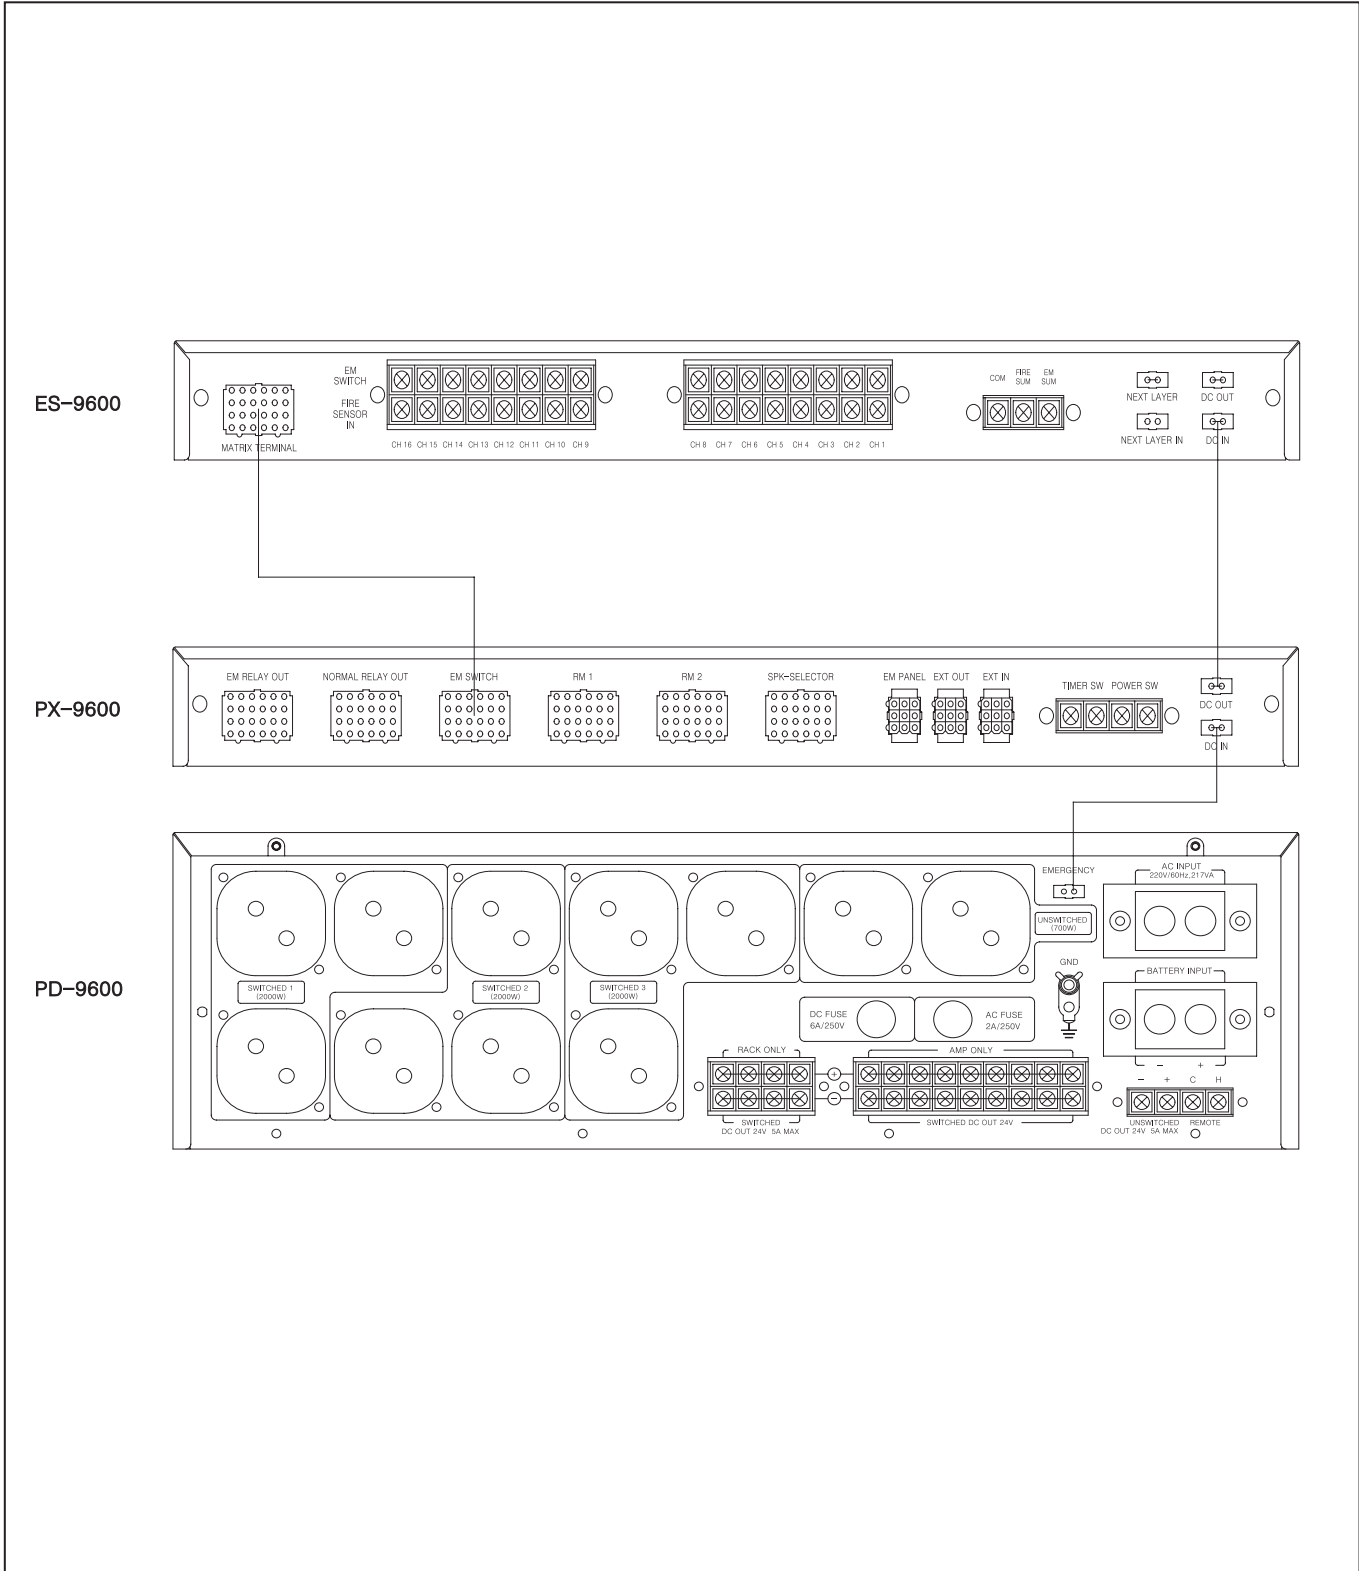 ES-9600
EM
SWITCH
FIRE
SENSOR
IN
MATRIX TERMINAL
CH 16 CH 15 CH 14 CH 13 CH 12 CH 11 CH 10 CH 9
CH 8 CH 7 CH 6 CH 5 CH 4 CH 3 CH 2 CH 1
COM
FIRE
SUM
EM
SUM
NEXT LAYER
DC OUT
NEXT LAYER IN
DC IN
PX-9600
EM RELAY OUT
NORMAL RELAY OUT
EM SWITCH
RM 1
RM 2
SPK-SELECTOR
EM PANEL
EXT OUT
EXT IN
TIMER SW POWER SW
DC OUT
DC IN
PD-9600
EMERGENCY
AC INPUT
220V/60Hz,217VA
UNSWITCHED
(700W)
GND
BATTERY INPUT
SWITCHED 1
(2000W)
SWITCHED 2
(2000W)
SWITCHED 3
(2000W)
DC FUSE
6A/250V
AC FUSE
2A/250V
RACK ONLY
AMP ONLY
+
−
− +
− + C H
SWITCHED
DC OUT 24V 5A MAX
SWITCHED DC OUT 24V
UNSWITCHED
DC OUT 24V 5A MAX
REMOTE